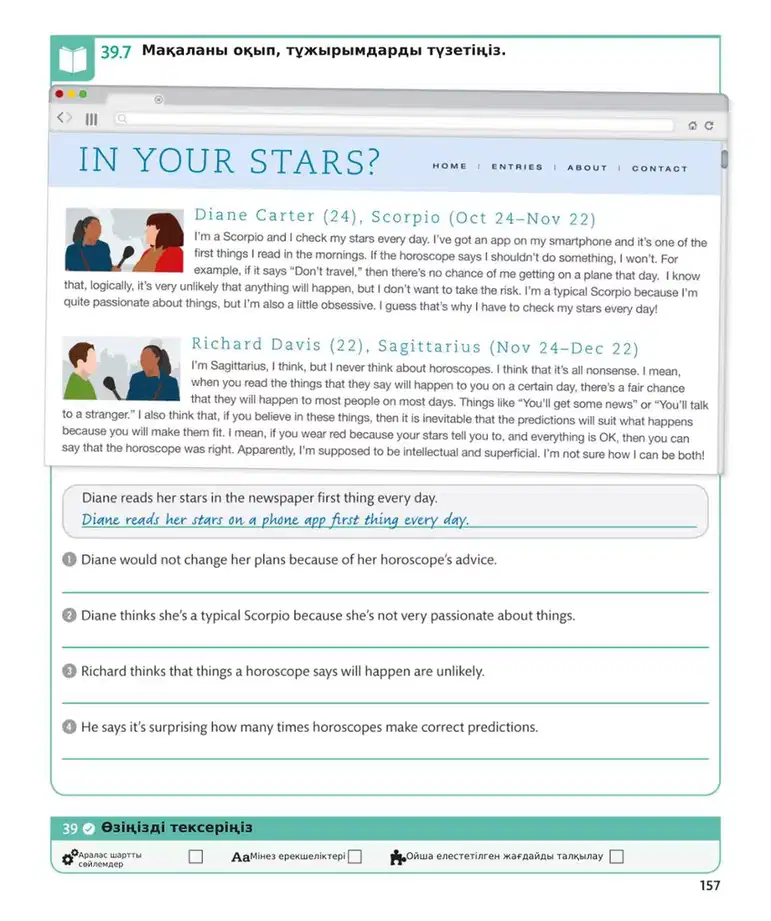 39.7 Мақаланы оқып, тұжырымдарды түзетіңіз.
IN YOUR STARS?
HOME | ENTRIES | ABOUT | CONTACT
Diane Carter (24), Scorpio (Oct 24–Nov 22)
I'm a Scorpio and I check my stars every day. I've got an app on my smartphone and it's one of the
first things I read in the mornings. If the horoscope says I shouldn't do something, I won't. For
example, if it says “Don't travel,” then there's no chance of me getting on a plane that day. I know
that, logically, it's very unlikely that anything will happen, but I don't want to take the risk. I'm a typical Scorpio because I'm
quite passionate about things, but I'm also a little obsessive. I guess that's why I have to check my stars every day!
Richard Davis (22), Sagittarius (Nov 24–Dec 22)
I'm Sagittarius, I think, but I never think about horoscopes. I think that it's all nonsense. I mean,
when you read the things that they say will happen to you on a certain day, there's a fair chance
that they will happen to most people on most days. Things like “You'll get some news” or “You'll talk
to a stranger.” I also think that, if you believe in these things, then it is inevitable that the predictions will suit what happens
because you will make them fit. I mean, if you wear red because your stars tell you to, and everything is OK, then you can
say that the horoscope was right. Apparently, I'm supposed to be intellectual and superficial. I'm not sure how I can be both!
Diane reads her stars in the newspaper first thing every day.
Diane reads her stars on a phone app first thing every day.
1 Diane would not change her plans because of her horoscope's advice.
2 Diane thinks she's a typical Scorpio because she's not very passionate about things.
3 Richard thinks that things a horoscope says will happen are unlikely.
4 He says it's surprising how many times horoscopes make correct predictions.
39 Өзіңізді тексеріңіз
Аралас шартты
сөйлемдер
Aa Мінез ерекшеліктері
Ойша елестетілген жағдайды талқылау
157